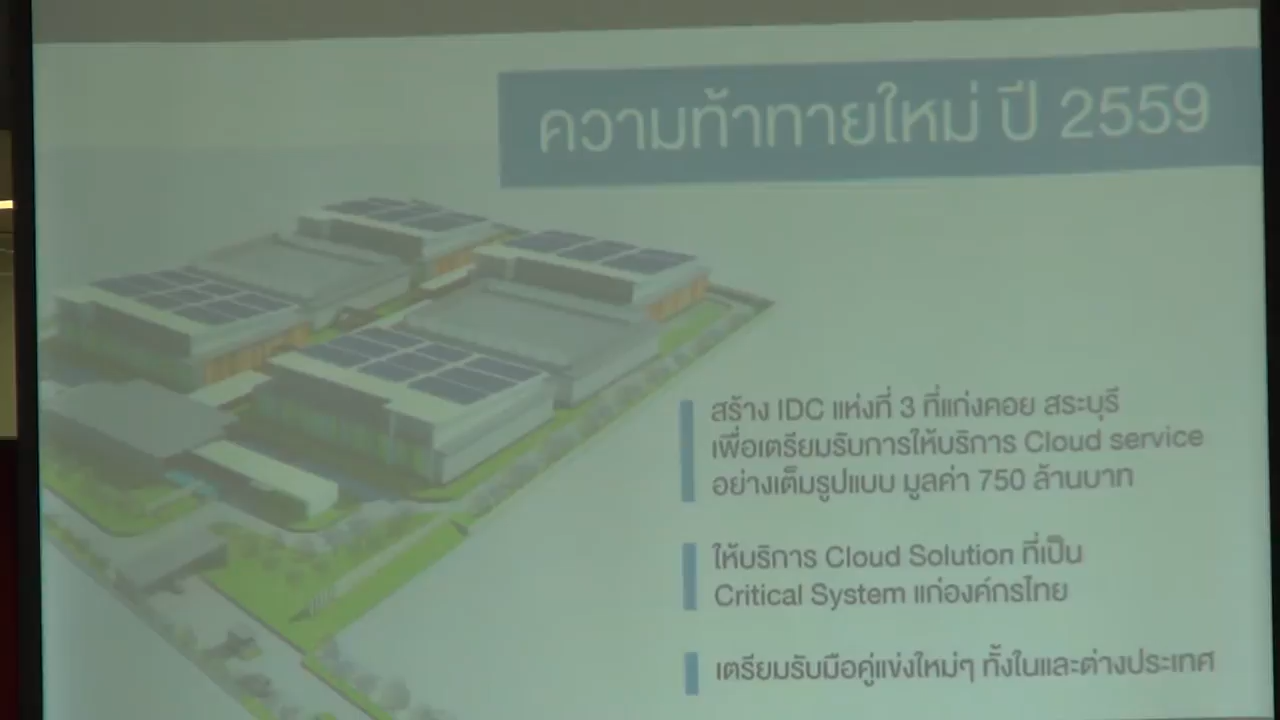 ความท้าทายใหม่ ปี 2559
สร้าง IDC แห่งที่ 3 ที่แก่งคอย สระบุรี
เพื่อเตรียมรับการให้บริการ Cloud service
อย่างเต็มรูปแบบ มูลค่า 750 ล้านบาท
ให้บริการ Cloud Solution ที่เป็น
Critical System แก่องค์กรไทย
เตรียมรับมือคู่แข่งใหม่ๆ ทั้งในและต่างประเทศ